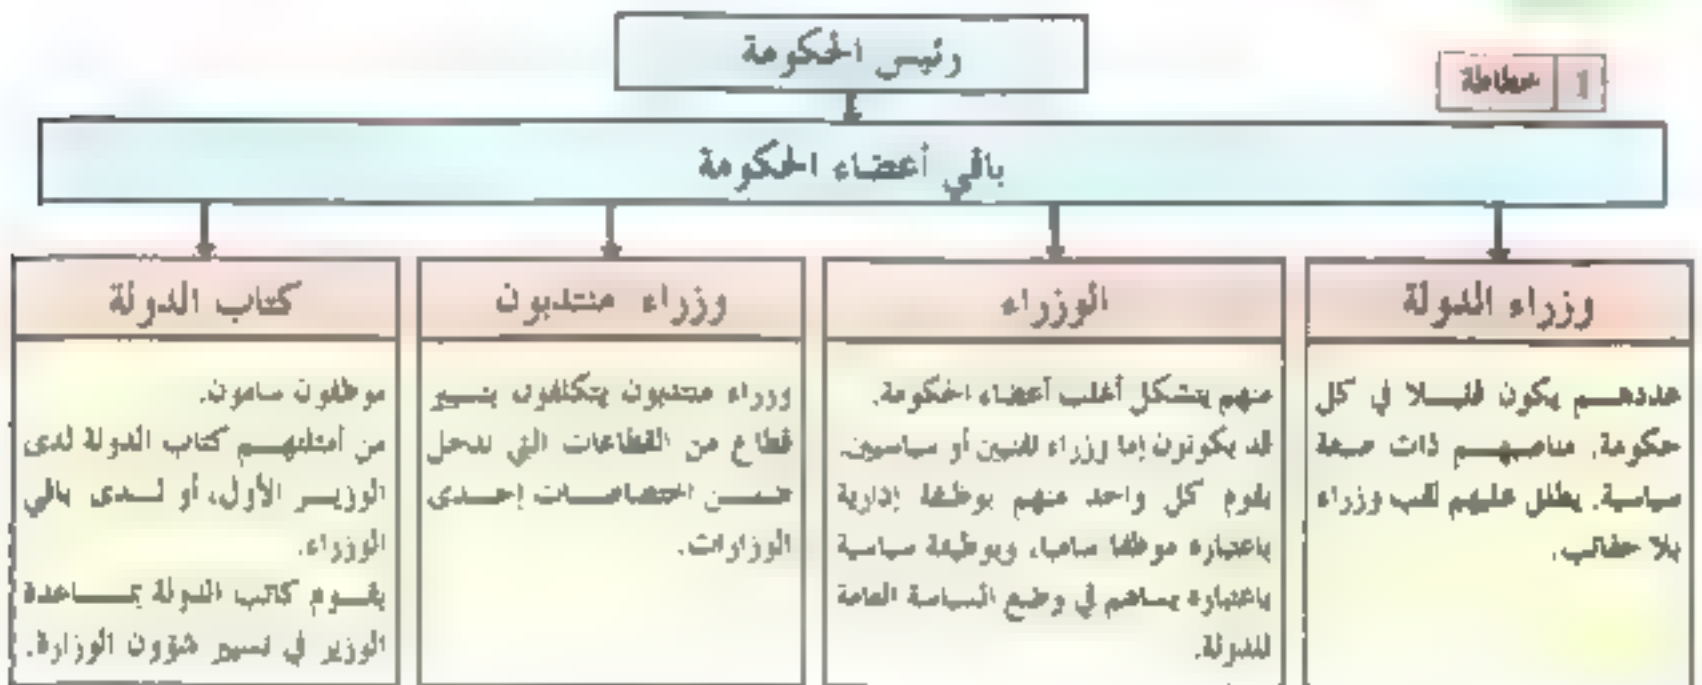 رئيس الحكومة
1 خطاطة
باقي أعضاء الحكومة
وزراء الدولة
عددهم يكون قليلا في كل
حكومة. مناصبهم ذات صبغة
سياسية. يطلق عليهم لقب وزراء
بلا حقائب.
الوزراء
منهم يتشكل أغلب أعضاء الحكومة.
قد يكونون إما وزراء تقنيين أو سياسيين.
يقوم كل واحد منهم بوظيفة إدارية
باعتباره موظفا ساميا، وبوظيفة سياسية
باعتباره يساهم في وضع السياسة العامة
للدولة.
وزراء منتدبون
وزراء منتدبون يتكلفون بتسيير
قطاع من القطاعات التي تدخل
ضمن اختصاصات إحدى
الوزارات.
كتاب الدولة
موظفون سامون.
من أمثلتهم كتاب الدولة لدى
الوزير الأول، أو لدى باقي
الوزراء.
يقوم كاتب الدولة بمساعدة
الوزير في تسيير شؤون الوزارة.